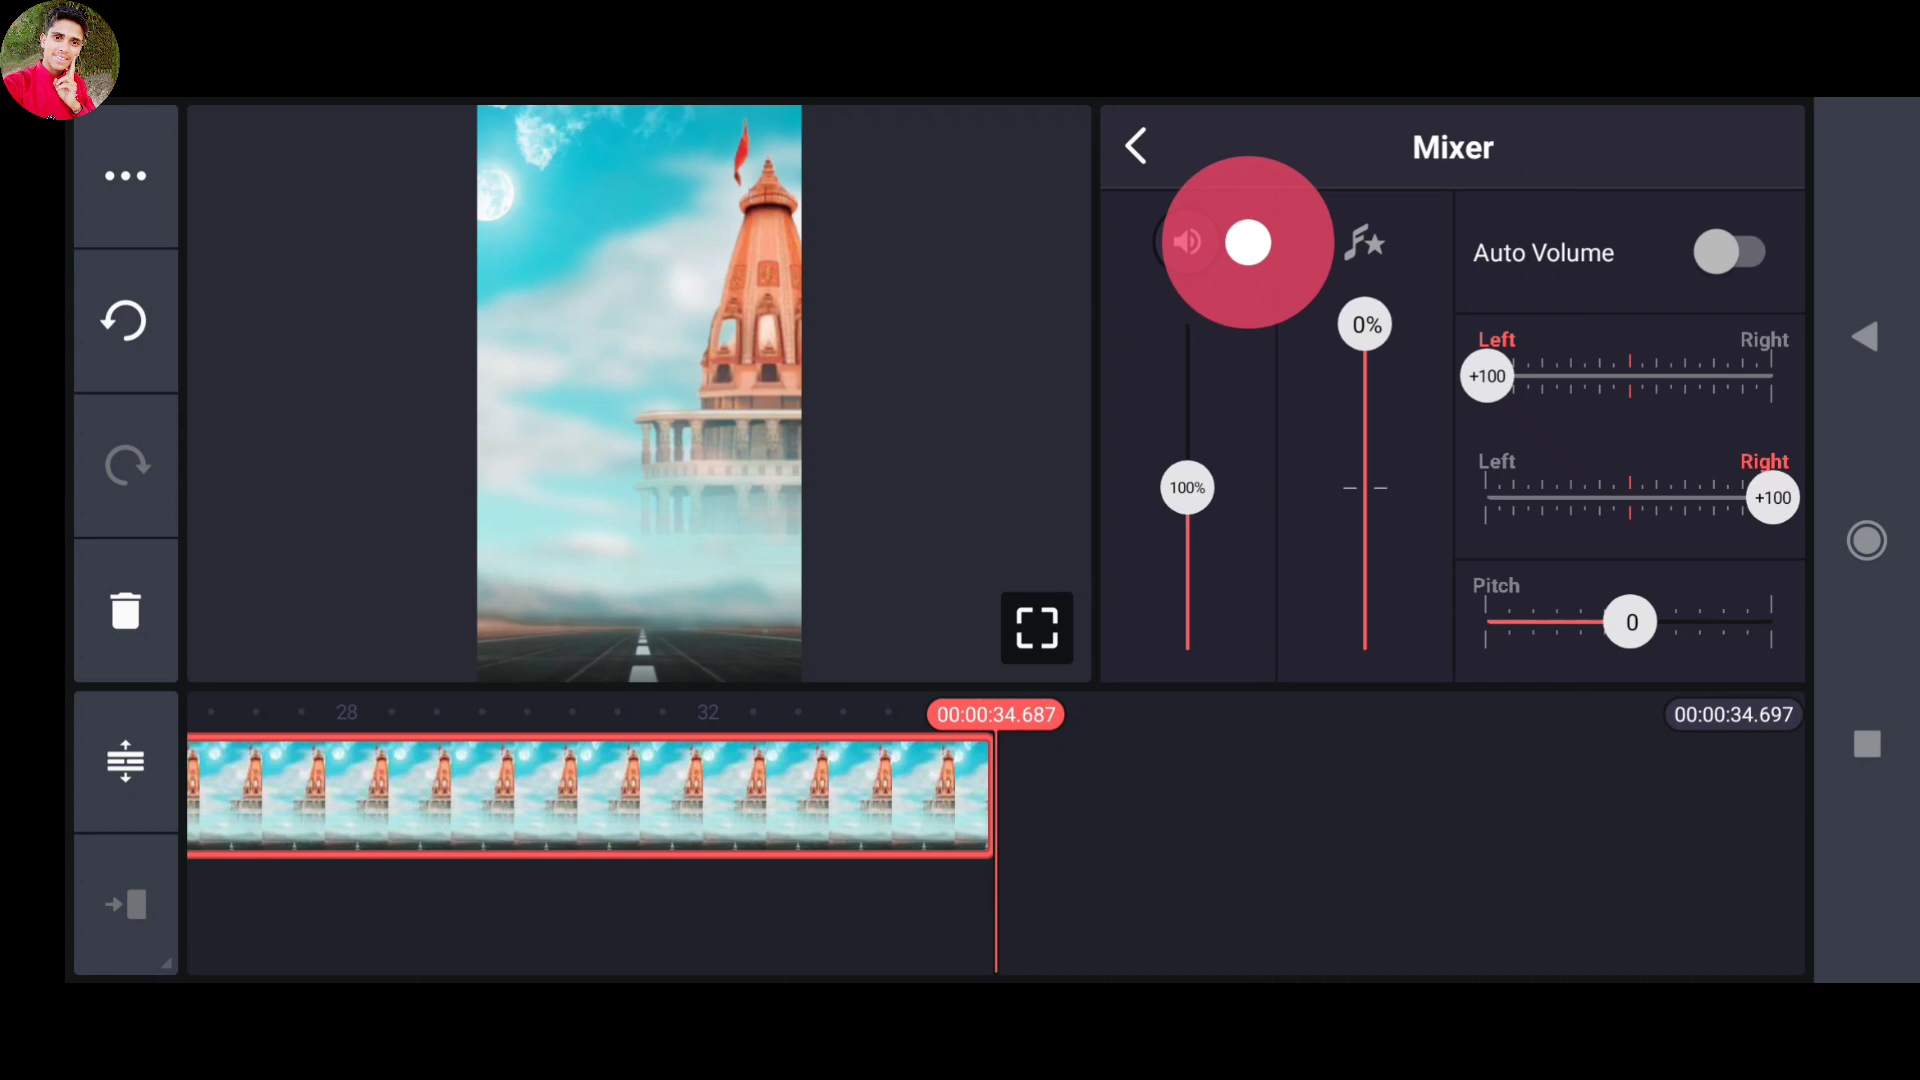 Mixer
Auto Volume
0%
100%
Left
Right
+100
Left
Right
+100
Pitch
0
28
32
00:00:34.687
00:00:34.697